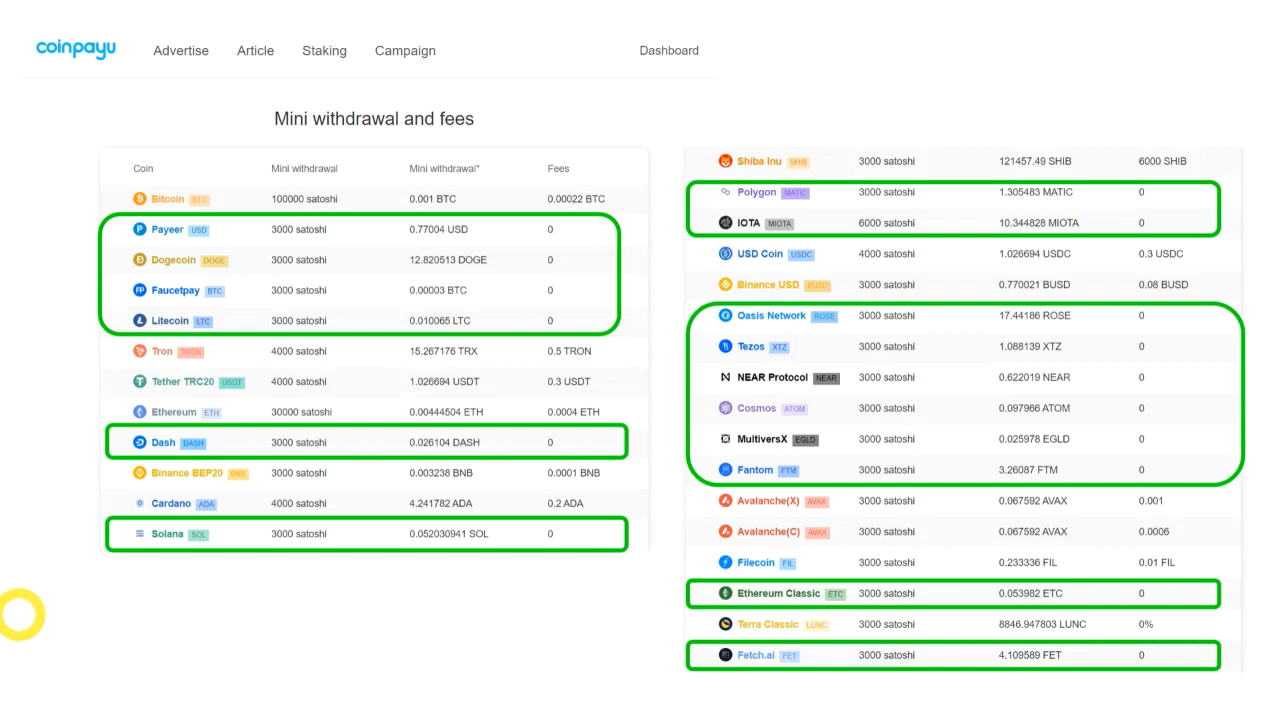 coinpayu Advertise Article Staking Campaign Dashboard
Mini withdrawal and fees
Coin Mini withdrawal Mini withdrawal* Fees
Bitcoin BTC 100000 satoshi 0.001 BTC 0.00022 BTC
Payeer USD 3000 satoshi 0.77004 USD 0
Dogecoin DOGE 3000 satoshi 12.820513 DOGE 0
Faucetpay BTC 3000 satoshi 0.00003 BTC 0
Litecoin LTC 3000 satoshi 0.010065 LTC 0
Tron TRON 4000 satoshi 15.267176 TRX 0.5 TRON
Tether TRC20 USDT 4000 satoshi 1.026694 USDT 0.3 USDT
Ethereum ETH 30000 satoshi 0.00444504 ETH 0.0004 ETH
Dash DASH 3000 satoshi 0.026104 DASH 0
Binance BEP20 BNB 3000 satoshi 0.003238 BNB 0.0001 BNB
Cardano ADA 4000 satoshi 4.241782 ADA 0.2 ADA
Solana SOL 3000 satoshi 0.052030941 SOL 0
Shiba Inu SHIB 3000 satoshi 121457.49 SHIB 6000 SHIB
Polygon MATIC 3000 satoshi 1.305483 MATIC 0
IOTA MIOTA 6000 satoshi 10.344828 MIOTA 0
USD Coin USDC 4000 satoshi 1.026694 USDC 0.3 USDC
Binance USD BUSD 3000 satoshi 0.770021 BUSD 0.08 BUSD
Oasis Network ROSE 3000 satoshi 17.44186 ROSE 0
Tezos XTZ 3000 satoshi 1.088139 XTZ 0
NEAR Protocol NEAR 3000 satoshi 0.622019 NEAR 0
Cosmos ATOM 3000 satoshi 0.097966 ATOM 0
MultiversX EGLD 3000 satoshi 0.025978 EGLD 0
Fantom FTM 3000 satoshi 3.26087 FTM 0
Avalanche(X) AVAX 3000 satoshi 0.067592 AVAX 0.001
Avalanche(C) AVAX 3000 satoshi 0.067592 AVAX 0.0006
Filecoin FIL 3000 satoshi 0.233336 FIL 0.01 FIL
Ethereum Classic ETC 3000 satoshi 0.053982 ETC 0
Terra Classic LUNC 3000 satoshi 8846.947803 LUNC 0%
Fetch.ai FET 3000 satoshi 4.109589 FET 0